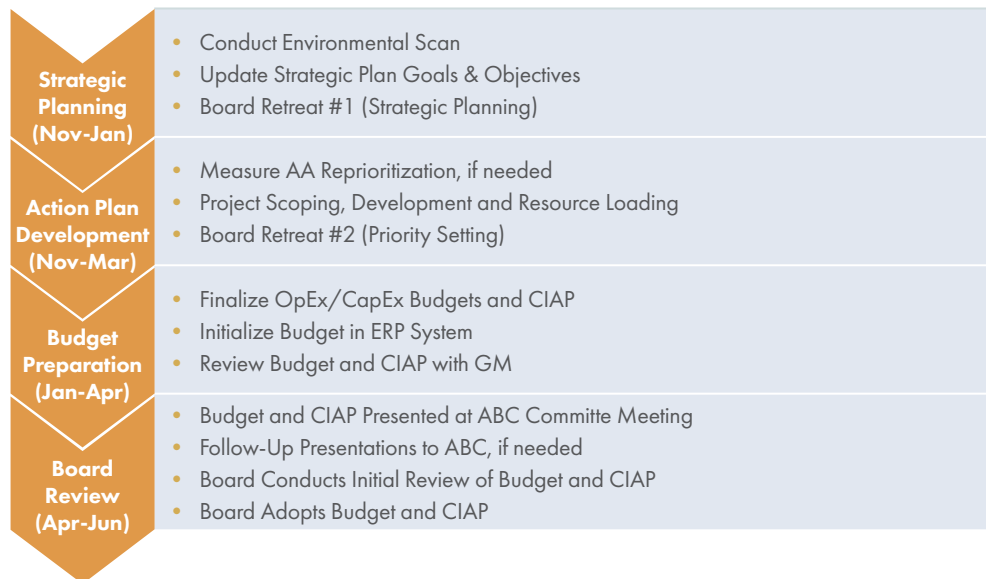 Strategic
Planning
(Nov-Jan)
• Conduct Environmental Scan
• Update Strategic Plan Goals & Objectives
• Board Retreat #1 (Strategic Planning)
Action Plan
Development
(Nov-Mar)
• Measure AA Reprioritization, if needed
• Project Scoping, Development and Resource Loading
• Board Retreat #2 (Priority Setting)
Budget
Preparation
(Jan-Apr)
• Finalize OpEx/CapEx Budgets and CIAP
• Initialize Budget in ERP System
• Review Budget and CIAP with GM
Board
Review
(Apr-Jun)
• Budget and CIAP Presented at ABC Committe Meeting
• Follow-Up Presentations to ABC, if needed
• Board Conducts Initial Review of Budget and CIAP
• Board Adopts Budget and CIAP